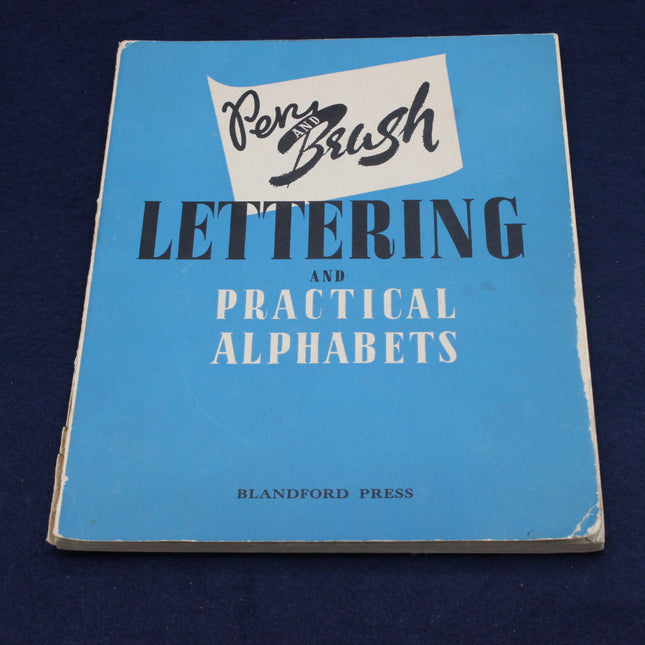 Pen
AND
Brush
LETTERING
AND
PRACTICAL
ALPHABETS
BLANDFORD PRESS